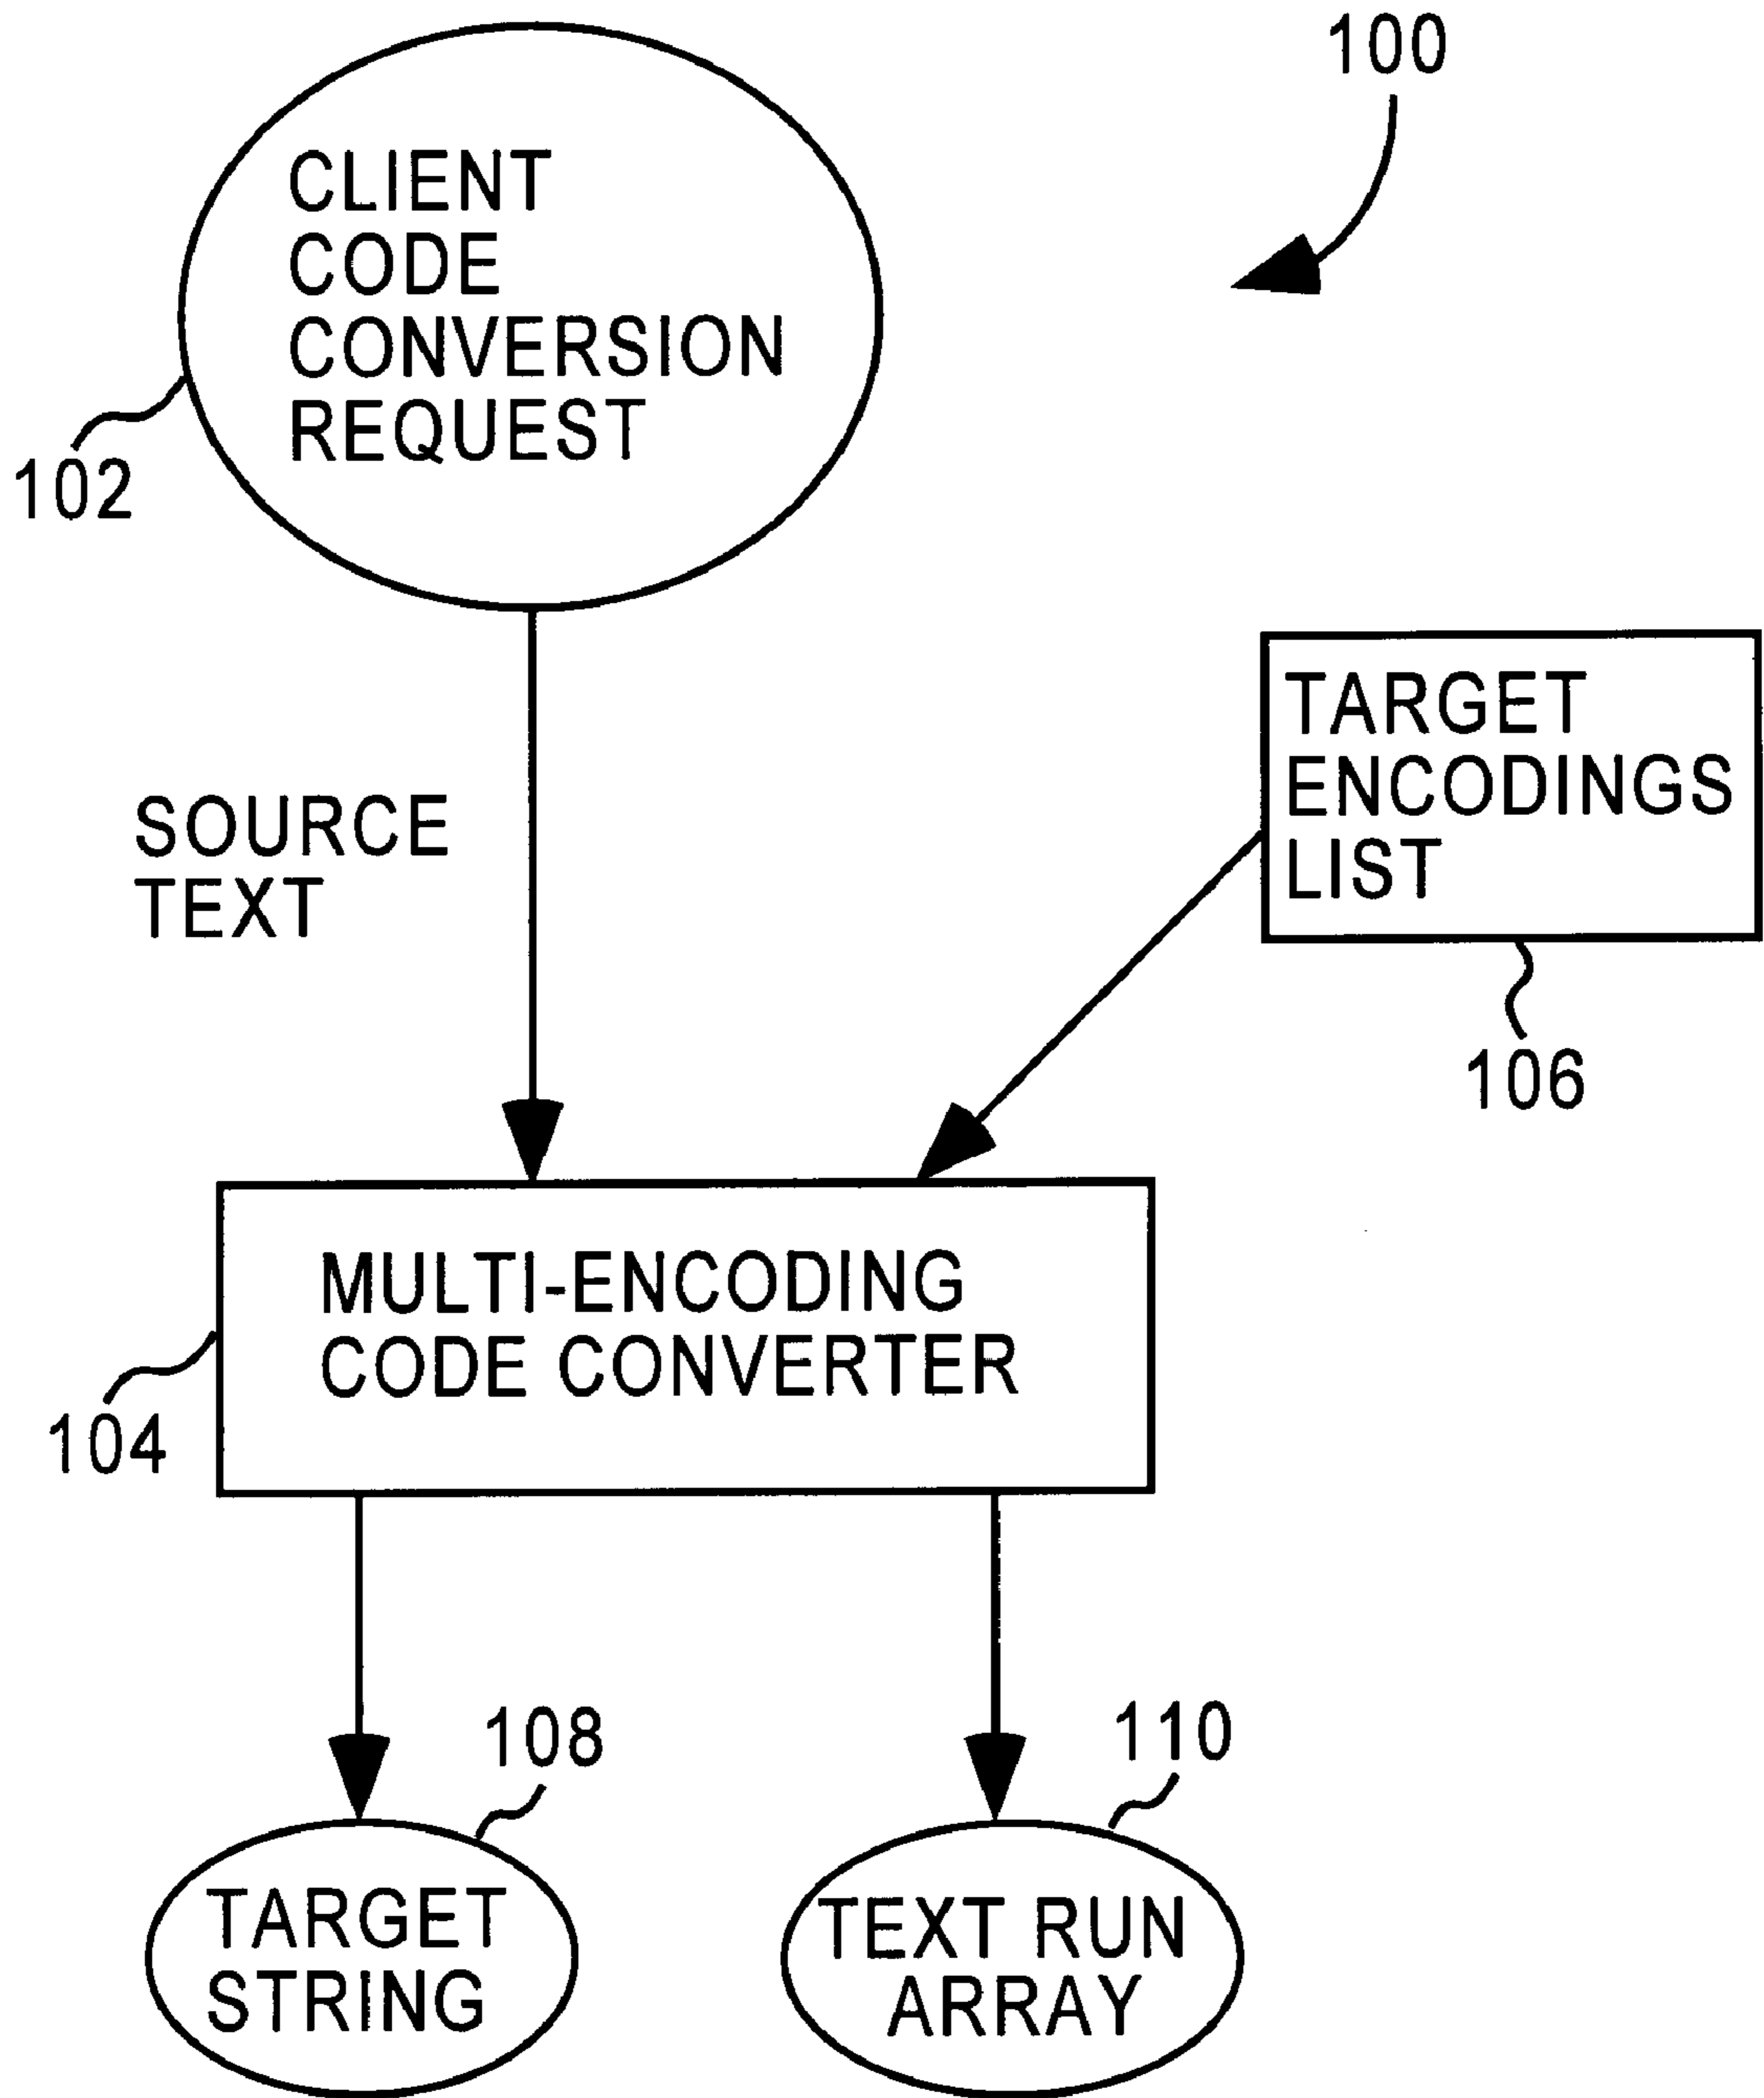 100
CLIENT
CODE
CONVERSION
REQUEST
102
SOURCE
TEXT
TARGET
ENCODINGS
LIST
106
MULTI-ENCODING
CODE CONVERTER
104
108
110
TARGET
STRING
TEXT RUN
ARRAY